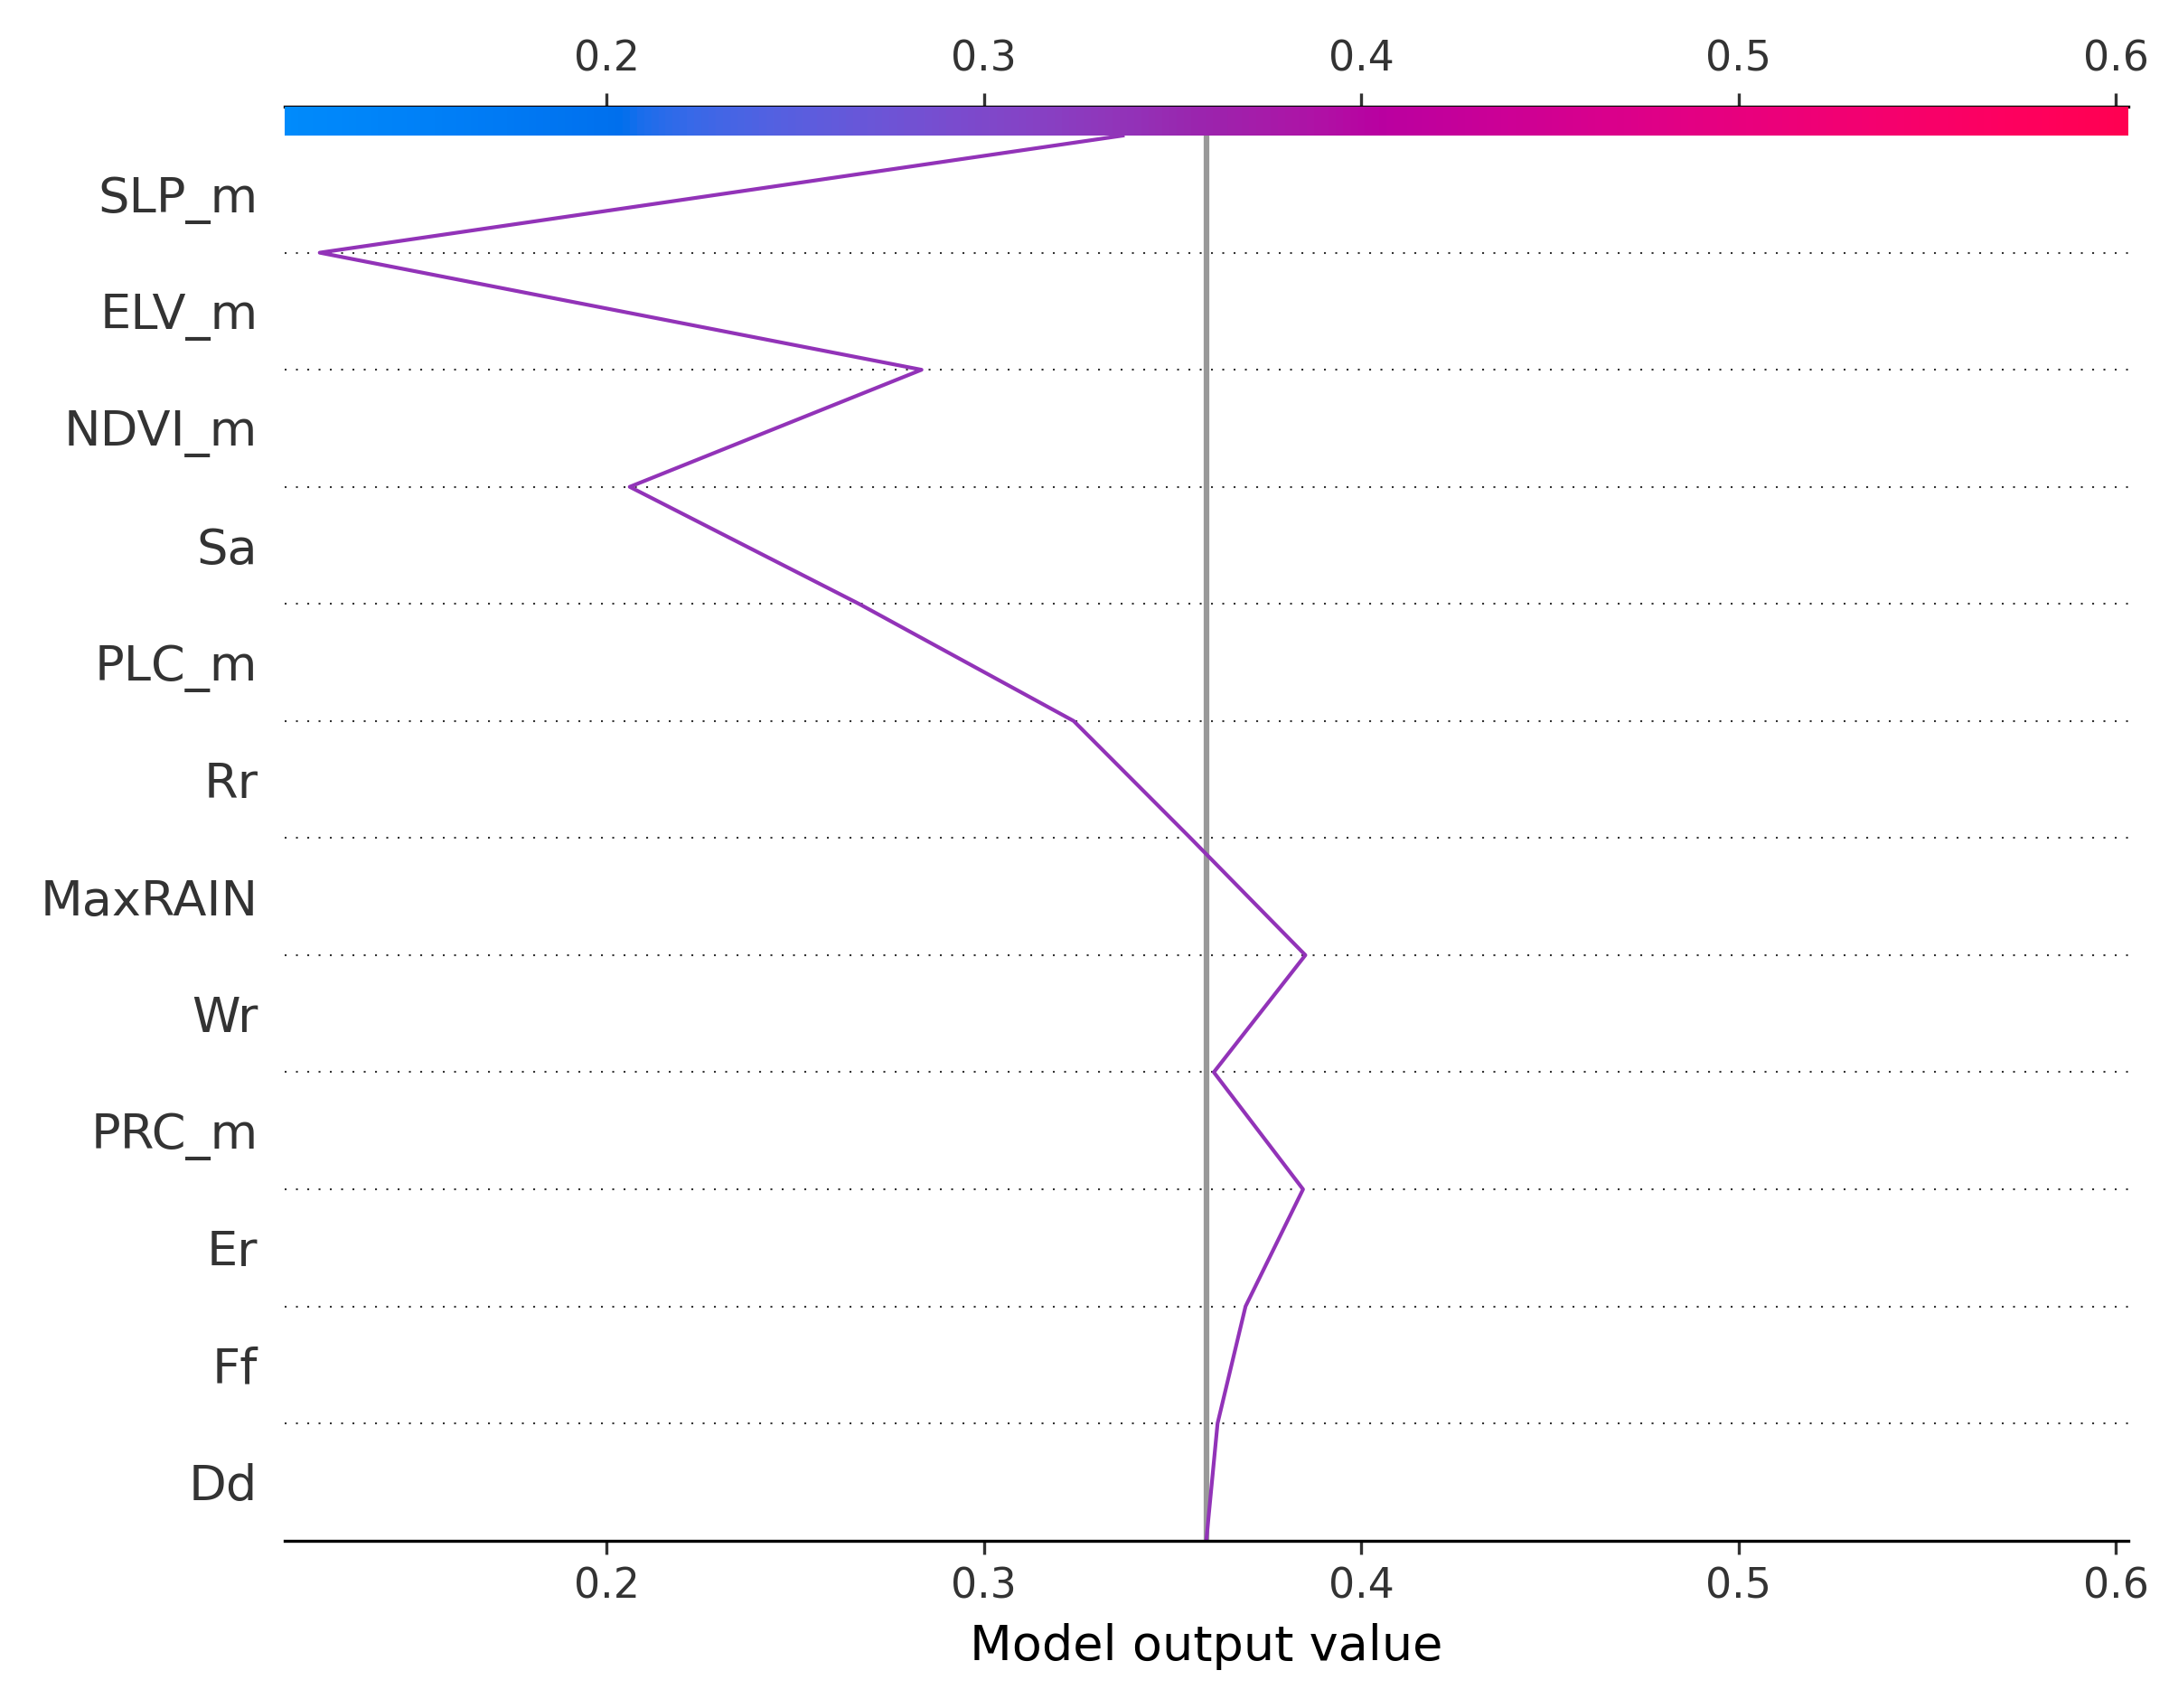 0.2 0.3 0.4 0.5 0.6
SLP_m
ELV_m
NDVI_m
Sa
PLC_m
Rr
MaxRAIN
Wr
PRC_m
Er
Ff
Dd
0.2 0.3 0.4 0.5 0.6
Model output value